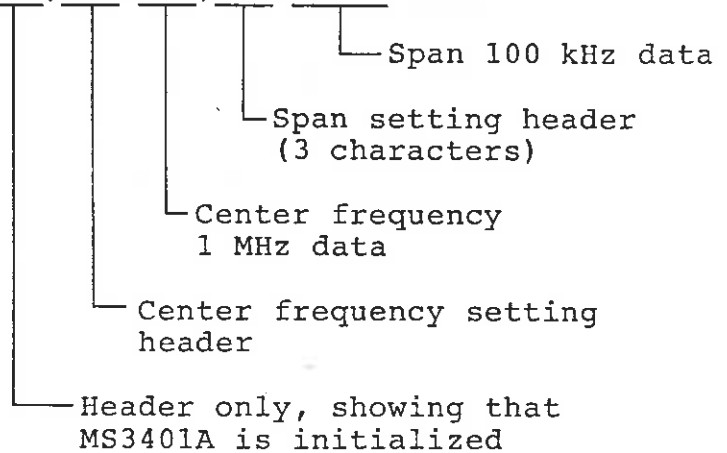 Span 100 kHz data
Span setting header
(3 characters)
Center frequency
1 MHz data
Center frequency setting
header
Header only, showing that
MS3401A is initialized